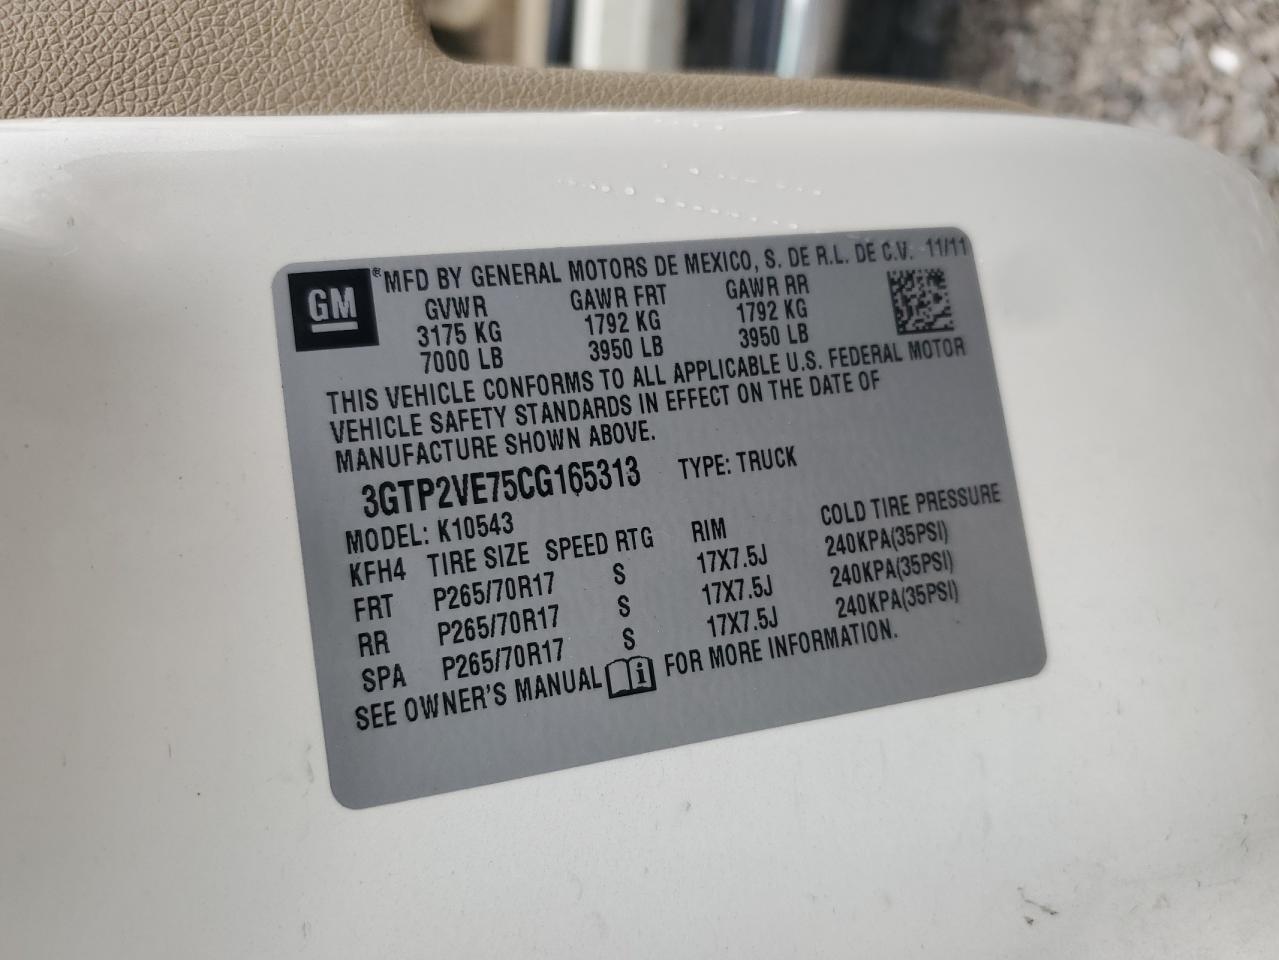 GM
®MFD BY GENERAL MOTORS DE MEXICO, S. DE R.L. DE C.V. 11/11
GVWR GAWR FRT GAWR RR
3175 KG 1792 KG 1792 KG
7000 LB 3950 LB 3950 LB
THIS VEHICLE CONFORMS TO ALL APPLICABLE U.S. FEDERAL MOTOR
VEHICLE SAFETY STANDARDS IN EFFECT ON THE DATE OF
MANUFACTURE SHOWN ABOVE.
3GTP2VE75CG165313 TYPE: TRUCK
MODEL: K10543
KFH4 TIRE SIZE SPEED RTG RIM COLD TIRE PRESSURE
FRT P265/70R17 S 17X7.5J 240KPA(35PSI)
RR P265/70R17 S 17X7.5J 240KPA(35PSI)
SPA P265/70R17 S 17X7.5J 240KPA(35PSI)
SEE OWNER'S MANUAL i FOR MORE INFORMATION.